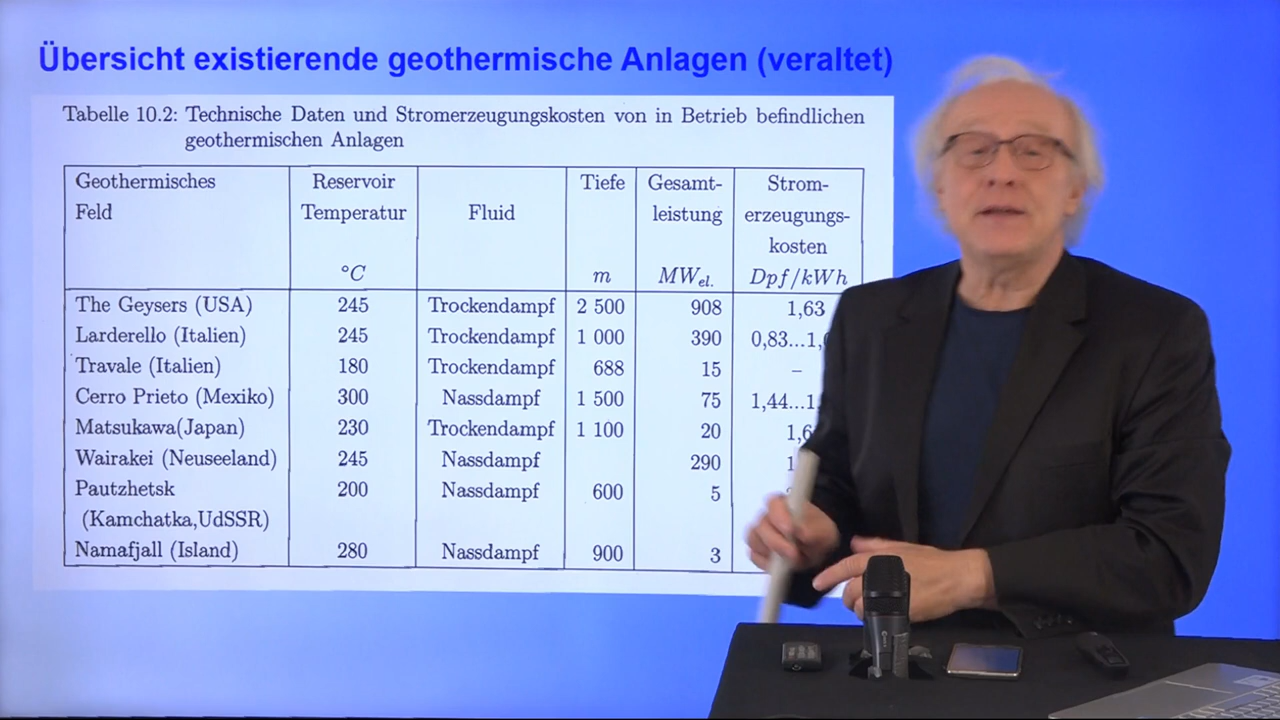 Übersicht existierende geothermische Anlagen (veraltet)
Tabelle 10.2: Technische Daten und Stromerzeugungskosten von in Betrieb befindlichen
geothermischen Anlagen
Geothermisches Reservoir Tiefe Gesamt- Strom-
Feld Temperatur Fluid leistung erzeugungs-
kosten
°C m MWel. Dpf/kWh
The Geysers (USA) 245 Trockendampf 2 500 908 1,63
Larderello (Italien) 245 Trockendampf 1 000 390
Travale (Italien) 180 Trockendampf 688 15 –
Cerro Prieto (Mexiko) 300 Nassdampf 1 500 75
Matsukawa(Japan) 230 Trockendampf 1 100 20
Wairakei (Neuseeland) 245 Nassdampf 290
Pautzhetsk 200 Nassdampf 600 5
(Kamchatka,UdSSR)
Namafjall (Island) 280 Nassdampf 900 3